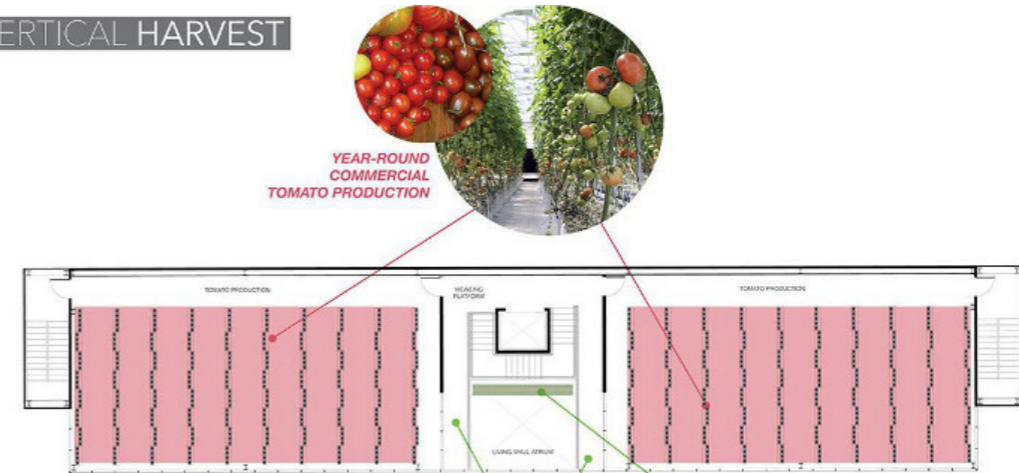 ERTICAL HARVEST
YEAR-ROUND
COMMERCIAL
TOMATO PRODUCTION
TOMATO PRODUCTION
VIEWING
PLATFORM
TOMATO PRODUCTION
LIVING WALL ATRIUM